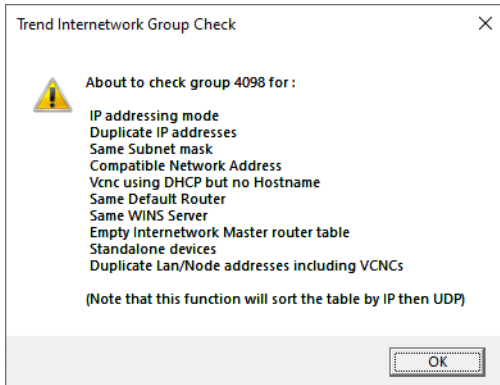 Trend Internetwork Group Check
About to check group 4098 for :
IP addressing mode
Duplicate IP addresses
Same Subnet mask
Compatible Network Address
Vcnc using DHCP but no Hostname
Same Default Router
Same WINS Server
Empty Internetwork Master router table
Standalone devices
Duplicate Lan/Node addresses including VCNCs
(Note that this function will sort the table by IP then UDP)
OK